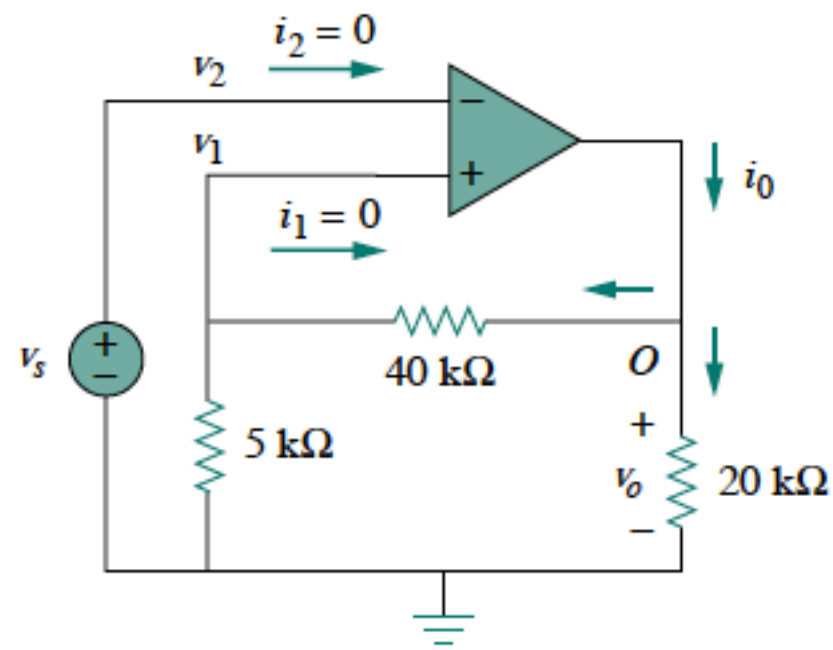 i2 = 0
v2
−
v1
+
i0
i1 = 0
vs
+
−
40 kΩ
O
5 kΩ
+
vo
20 kΩ
−